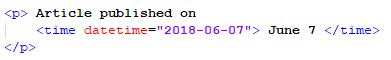 <p> Article published on
<time datetime="2018-06-07"> June 7 </time>
</p>